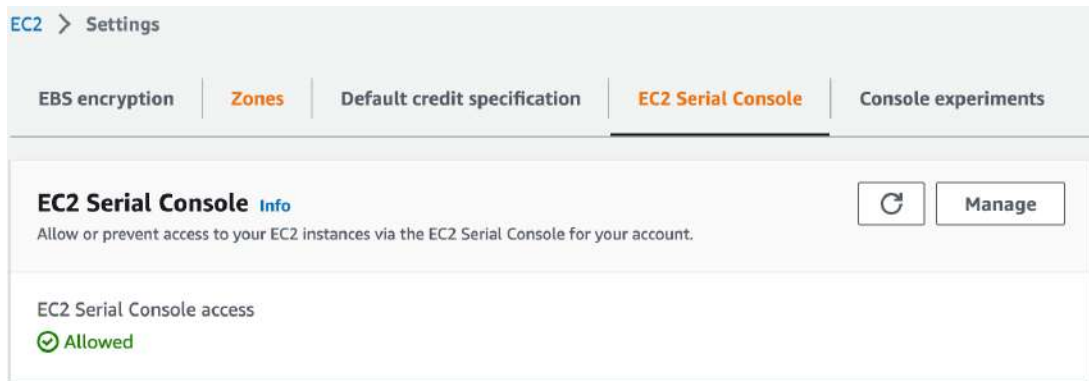 EC2 > Settings
EBS encryption Zones Default credit specification EC2 Serial Console Console experiments
EC2 Serial Console Info
Manage
Allow or prevent access to your EC2 instances via the EC2 Serial Console for your account.
EC2 Serial Console access
Allowed